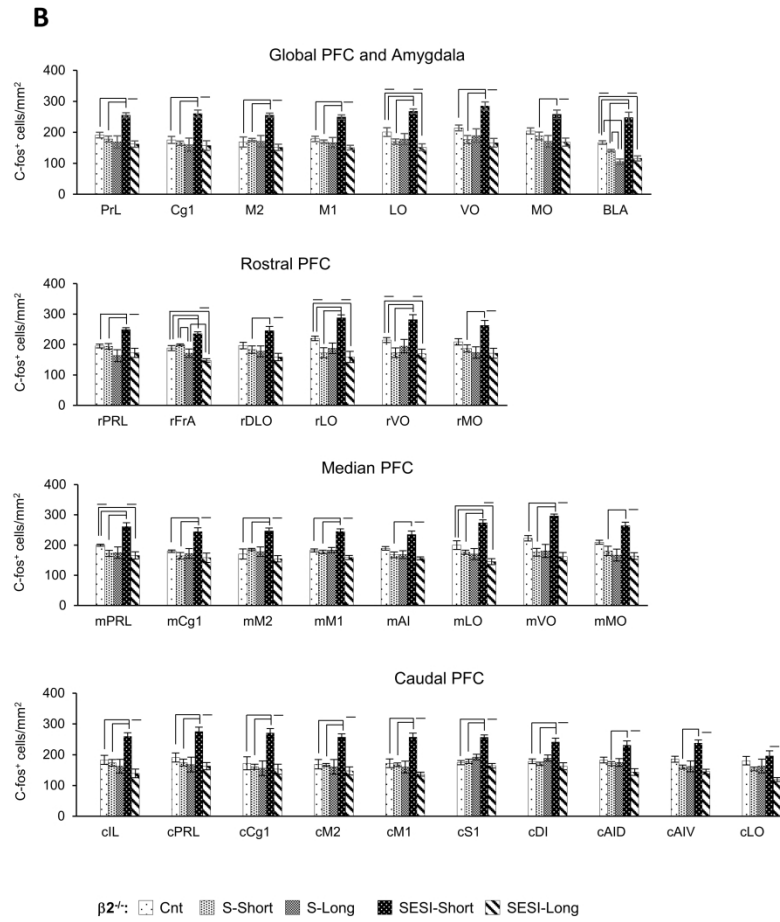 B
Global PFC and Amygdala
C-fos⁺ cells/mm²
400
300
200
100
0
PrL Cg1 M2 M1 LO VO MO BLA
Rostral PFC
C-fos⁺ cells/mm²
400
300
200
100
0
rPRL rFrA rDLO rLO rVO rMO
Median PFC
C-fos⁺ cells/mm²
400
300
200
100
0
mPRL mCg1 mM2 mM1 mAI mLO mVO mMO
Caudal PFC
C-fos⁺ cells/mm²
400
300
200
100
0
cIL cPRL cCg1 cM2 cM1 cS1 cDI cAID cAIV cLO
β2⁻/⁻: Cnt S-Short S-Long SESI-Short SESI-Long